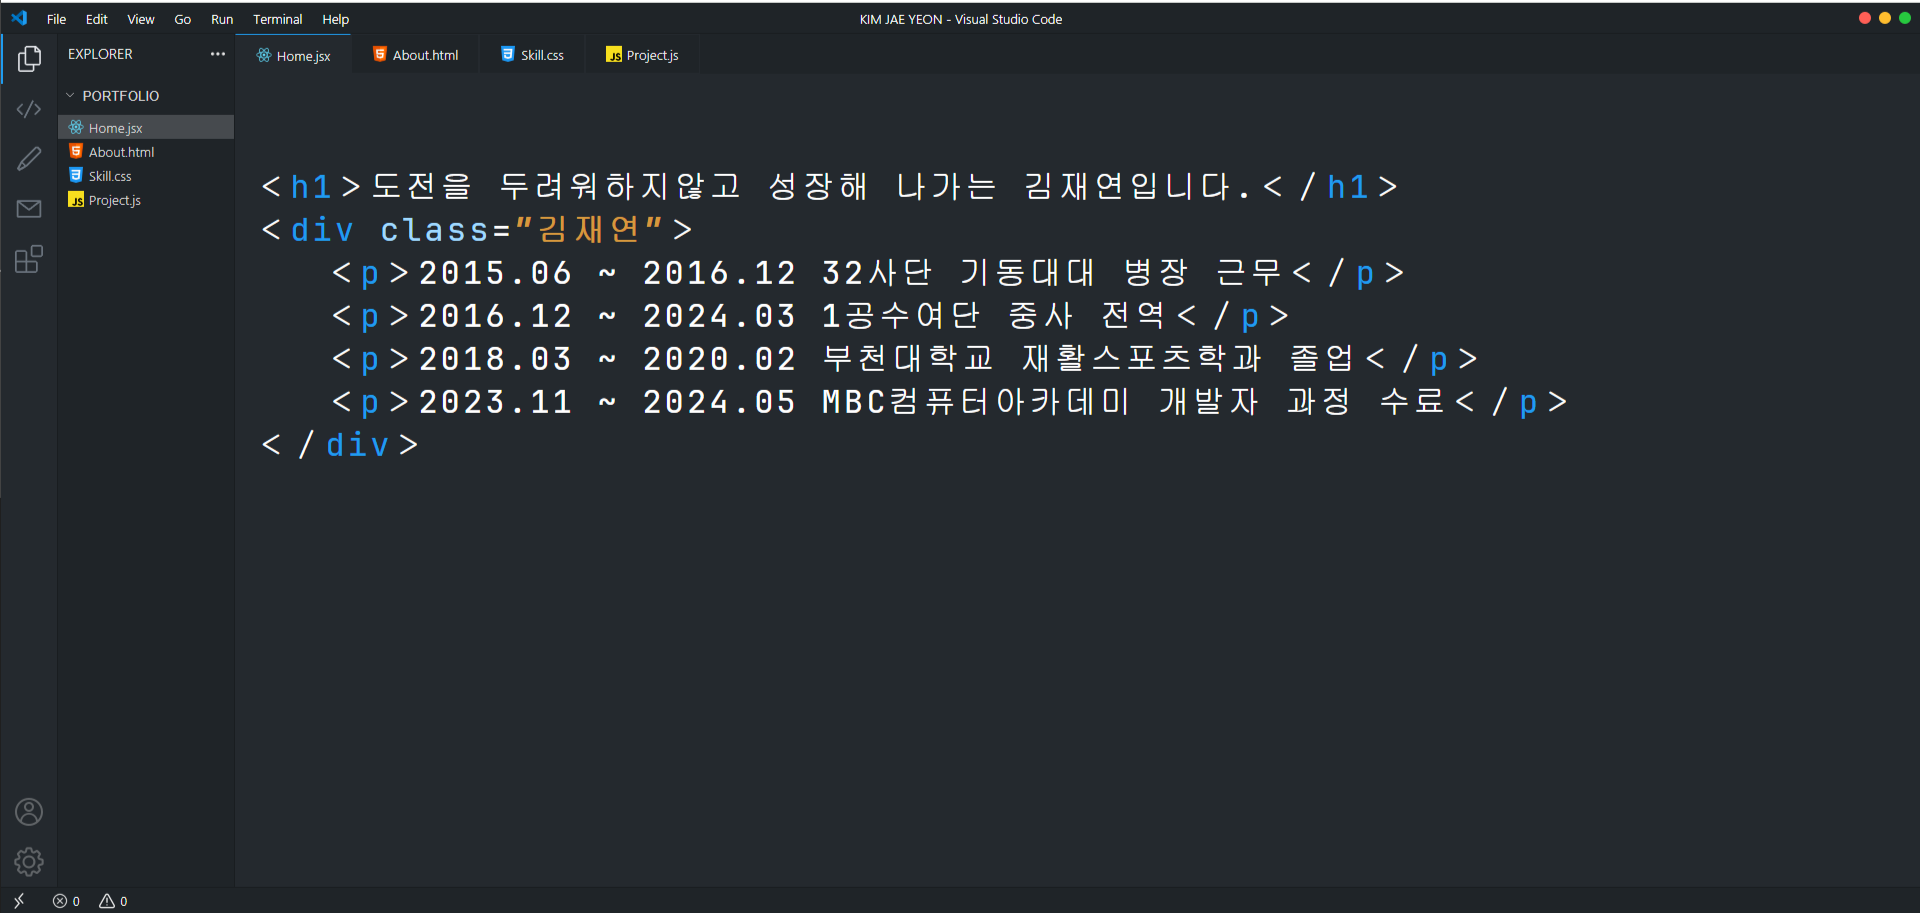 File Edit View Go Run Terminal Help
KIM JAE YEON - Visual Studio Code
EXPLORER
Home.jsx
About.html
Skill.css
Project.js
PORTFOLIO
Home.jsx
About.html
Skill.css
JS Project.js
<h1>도전을 두려워하지않고 성장해 나가는 김재연입니다.</h1>
<div class="김재연">
<p>2015.06 ~ 2016.12 32사단 기동대대 병장 근무</p>
<p>2016.12 ~ 2024.03 1공수여단 중사 전역</p>
<p>2018.03 ~ 2020.02 부천대학교 재활스포츠학과 졸업</p>
<p>2023.11 ~ 2024.05 MBC컴퓨터아카데미 개발자 과정 수료</p>
</div>
0 0